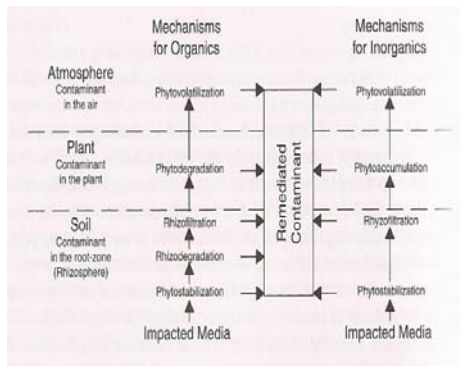 Mechanisms
for Organics
Mechanisms
for Inorganics
Atmosphere
Contaminant
in the air
Phytovolatilization
Phytovolatilization
Plant
Contaminant
in the plant
Phytodegradation
Remediated
Contaminant
Phytoaccumulation
Soil
Contaminant
in the root-zone
(Rhizosphere)
Rhizofiltration
Rhyzofiltration
Rizodegradation
Phytostabilization
Phytostabilization
Impacted Media
Impacted Media